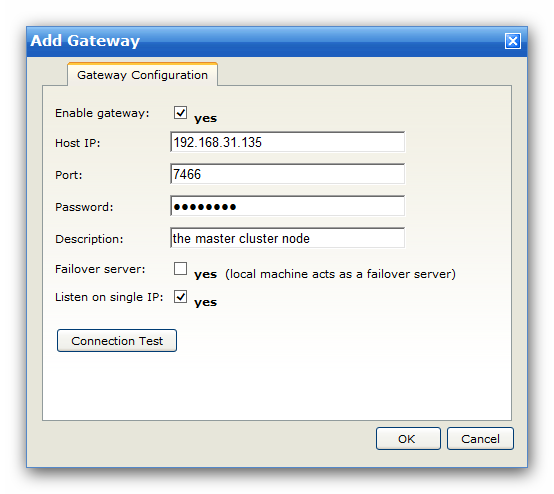 Add Gateway
Gateway Configuration
Enable gateway: yes
Host IP: 192.168.31.135
Port: 7466
Password: ●●●●●●●●
Description: the master cluster node
Failover server: yes (local machine acts as a failover server)
Listen on single IP: yes
Connection Test
OK Cancel